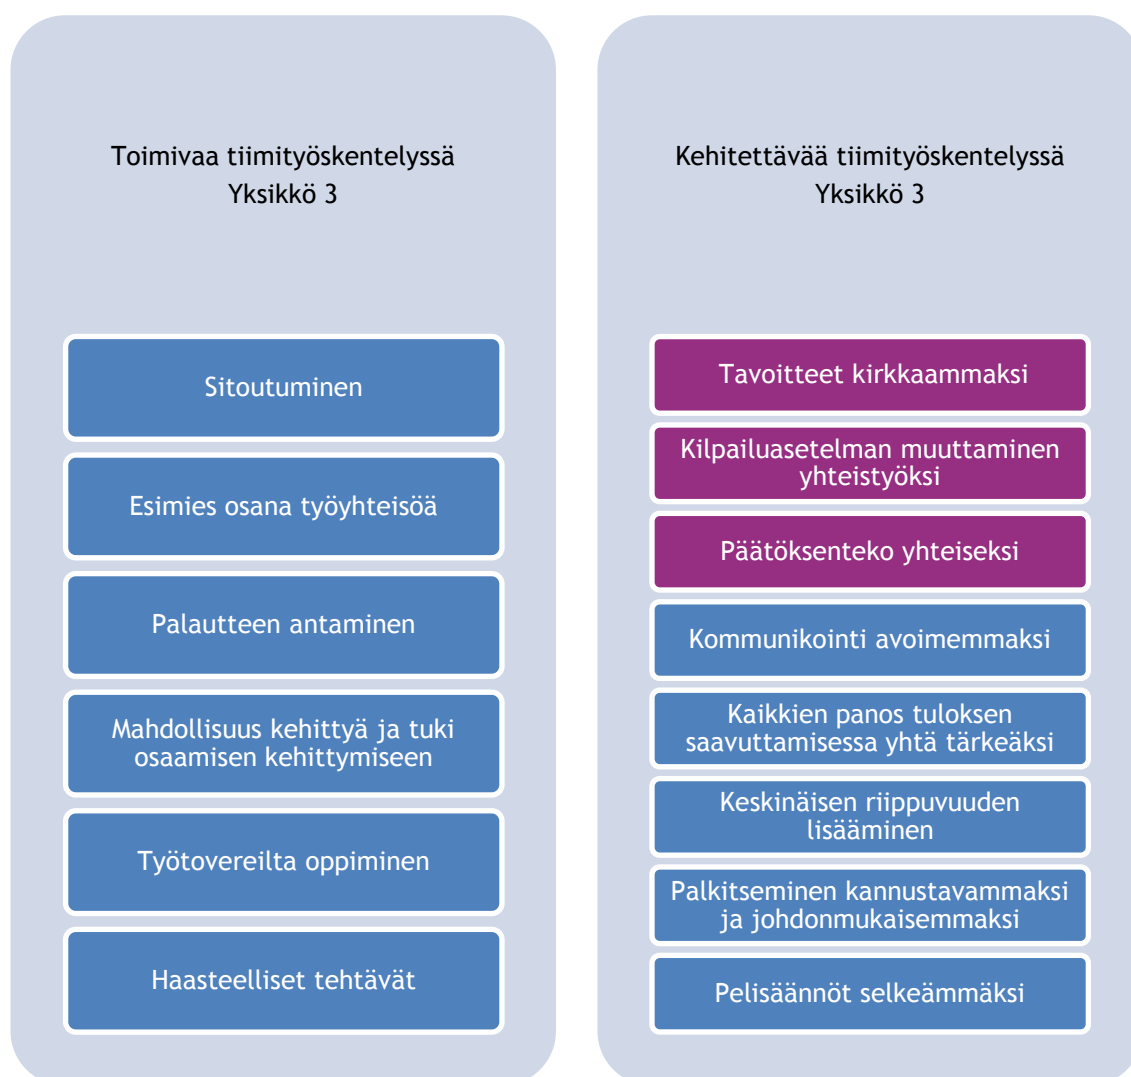 Toimivaa tiimityöskentelyssä
Yksikkö 3
Sitoutuminen
Esimies osana työyhteisöä
Palautteen antaminen
Mahdollisuus kehittyä ja tuki
osaamisen kehittymiseen
Työtovereilta oppiminen
Haasteelliset tehtävät
Kehitettävää tiimityöskentelyssä
Yksikkö 3
Tavoitteet kirkkaammaksi
Kilpailuasetelman muuttaminen
yhteistyöksi
Päätöksenteko yhteiseksi
Kommunikointi avoimemmaksi
Kaikkien panos tuloksen
saavuttamisessa yhtä tärkeäksi
Keskinäisen riippuvuuden
lisääminen
Palkitseminen kannustavammaksi
ja johdonmukaisemmaksi
Pelisäännöt selkeämmäksi